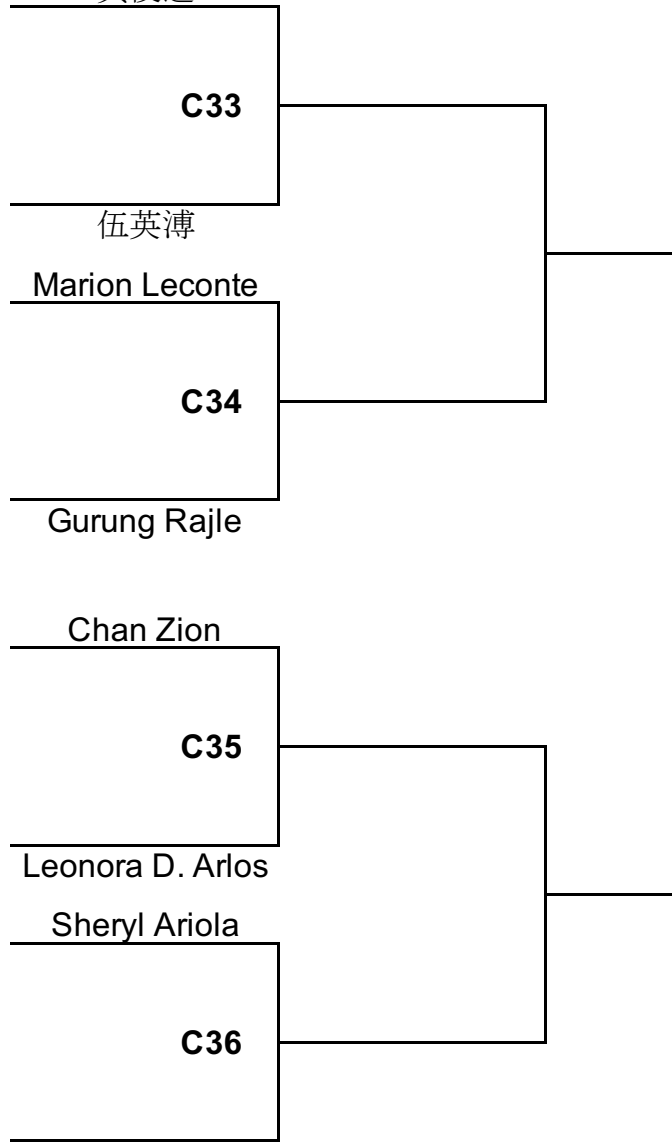 C33
伍英溥
Marion Leconte
C34
Gurung Rajle
Chan Zion
C35
Leonora D. Arlos
Sheryl Ariola
C36